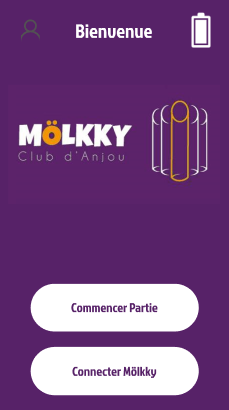 Bienvenue
MÖLKKY
Club d'Anjou
Commencer Partie
Connecter Mölkky